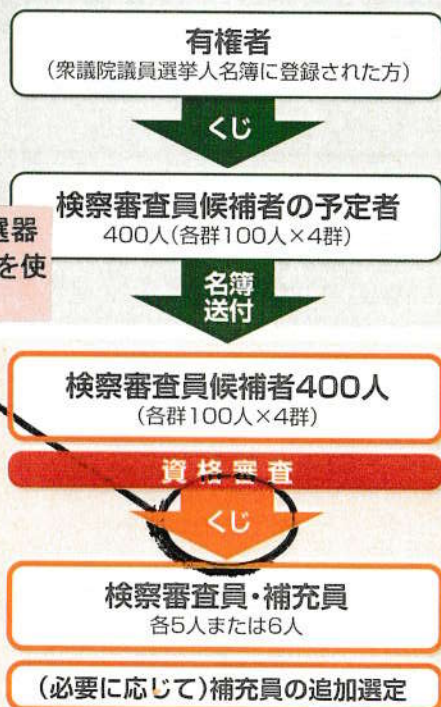 有権者
(衆議院議員選挙人名簿に登録された方)
くじ
検察審査員候補者の予定者
400人(各群100人×4群)
選器
を使
名簿
送付
検察審査員候補者400人
(各群100人×4群)
資格審査
くじ
検察審査員・補充員
各5人または6人
(必要に応じて)補充員の追加選定